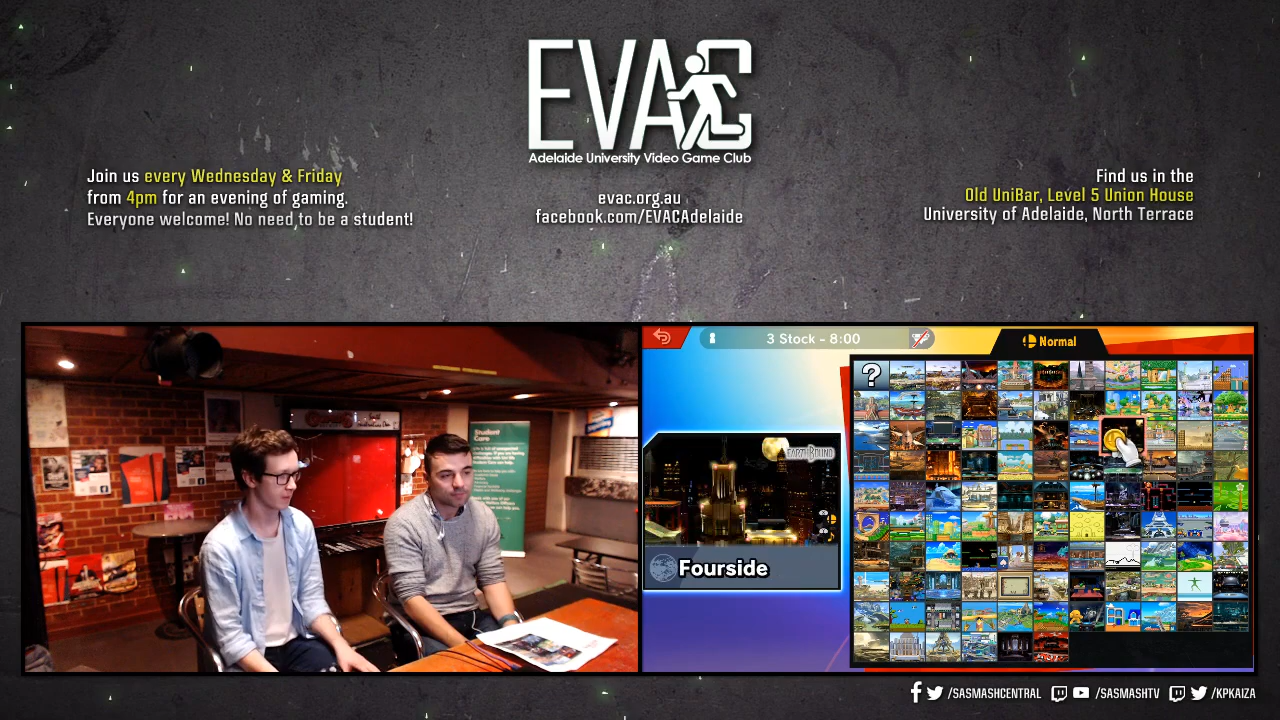 EVAC
Adelaide University Video Game Club
Join us every Wednesday & Friday
from 4pm for an evening of gaming.
Everyone welcome! No need to be a student!
evac.org.au
facebook.com/EVACAdelaide
Find us in the
Old UniBar, Level 5 Union House
University of Adelaide, North Terrace
3 Stock - 8:00
Normal
?
EARTHBOUND
Fourside
Student
Care
/SASMASHCENTRAL
/SASMASHTV
/KPKAIZA